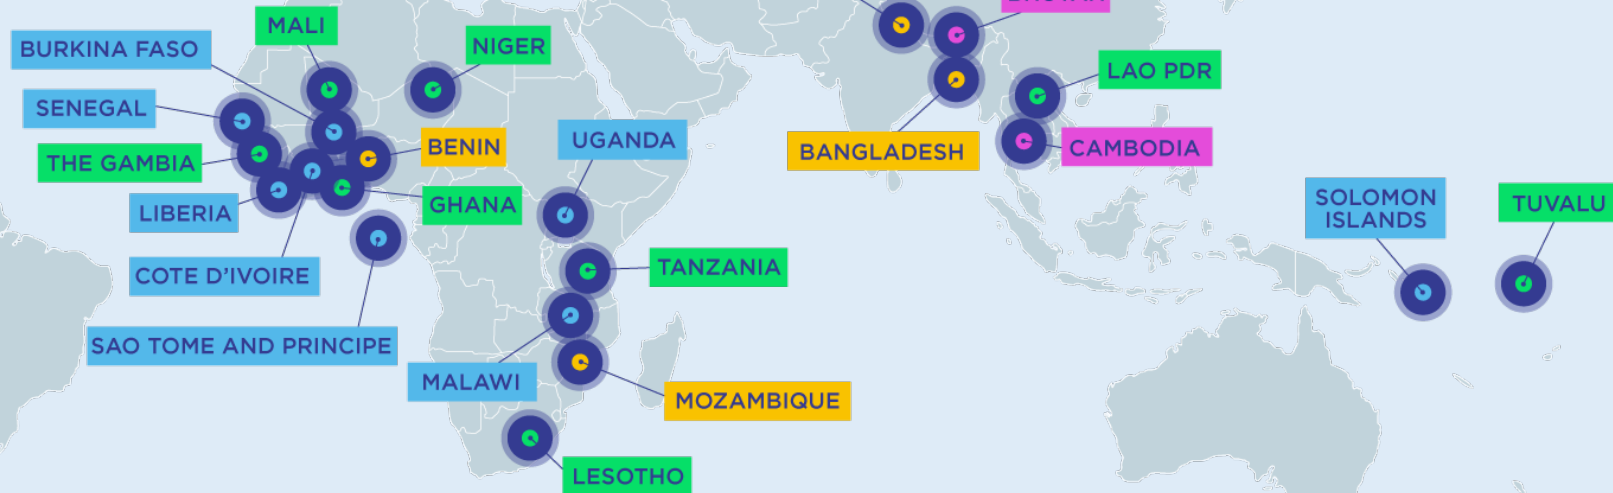 MALI
BURKINA FASO
NIGER
LAO PDR
SENEGAL
UGANDA
BENIN
BANGLADESH
CAMBODIA
THE GAMBIA
LIBERIA
GHANA
SOLOMON
ISLANDS
TUVALU
COTE D'IVOIRE
TANZANIA
SAO TOME AND PRINCIPE
MALAWI
MOZAMBIQUE
LESOTHO